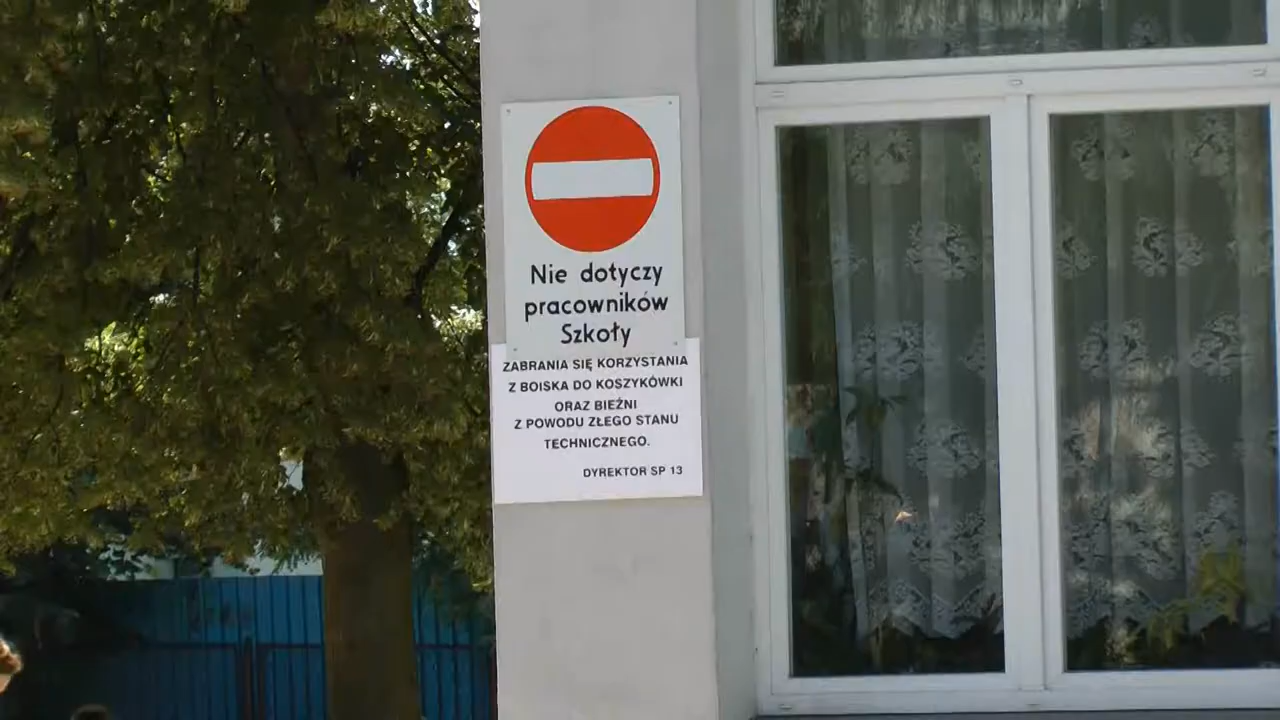 Nie dotyczy
pracowników
Szkoły
ZABRANIA SIĘ KORZYSTANIA
Z BOISKA DO KOSZYKÓWKI
ORAZ BIEŻNI
Z POWODU ZŁEGO STANU
TECHNICZNEGO.
DYREKTOR SP 13